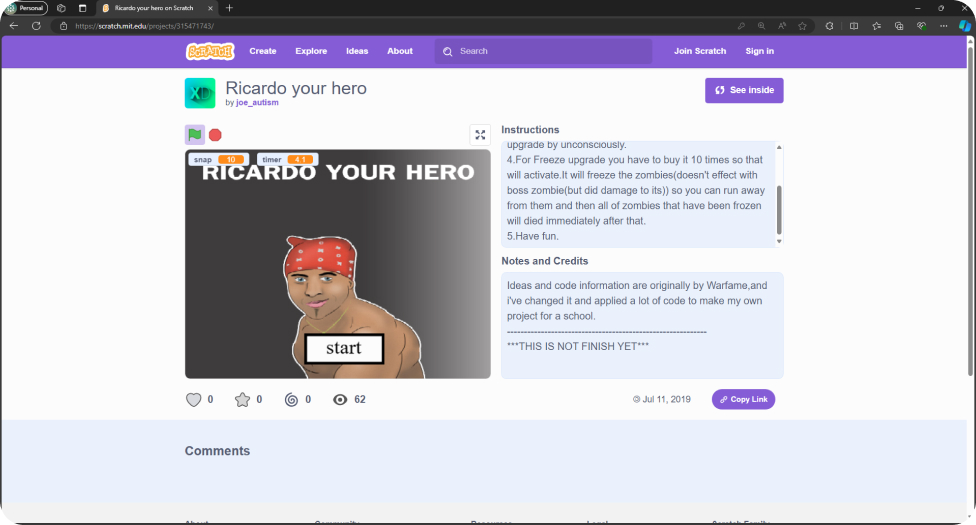 Personal
Ricardo your hero on Scratch
https://scratch.mit.edu/projects/315471743/
SCRATCH
Create
Explore
Ideas
About
Search
Join Scratch
Sign in
XD
Ricardo your hero
by joe_autism
See inside
snap 10
timer 4.1
RICARDO YOUR HERO
start
Instructions
upgrade by unconsciously.
4.For Freeze upgrade you have to buy it 10 times so that
will activate.It will freeze the zombies(doesn't effect with
boss zombie(but did damage to its)) so you can run away
from them and then all of zombies that have been frozen
will died immediately after that.
5.Have fun.
Notes and Credits
Ideas and code information are originally by Warfame,and
i've changed it and applied a lot of code to make my own
project for a school.
------------------------------------------------------------
***THIS IS NOT FINISH YET***
0
0
0
62
© Jul 11, 2019
Copy Link
Comments
About
Community
Resources
Legal
Scratch Family